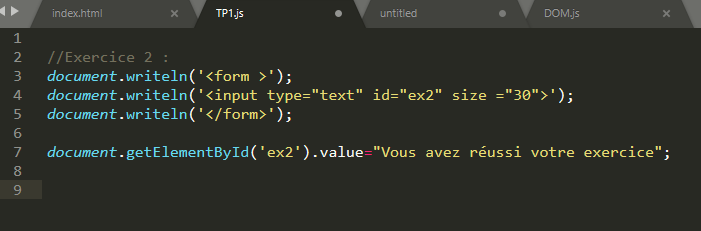 index.html × TP1.js untitled DOM.js ×
1
2 //Exercice 2 :
3 document.writeln('<form >');
4 document.writeln('<input type="text" id="ex2" size ="30">');
5 document.writeln('</form>');
6
7 document.getElementById('ex2').value="Vous avez réussi votre exercice";
8
9